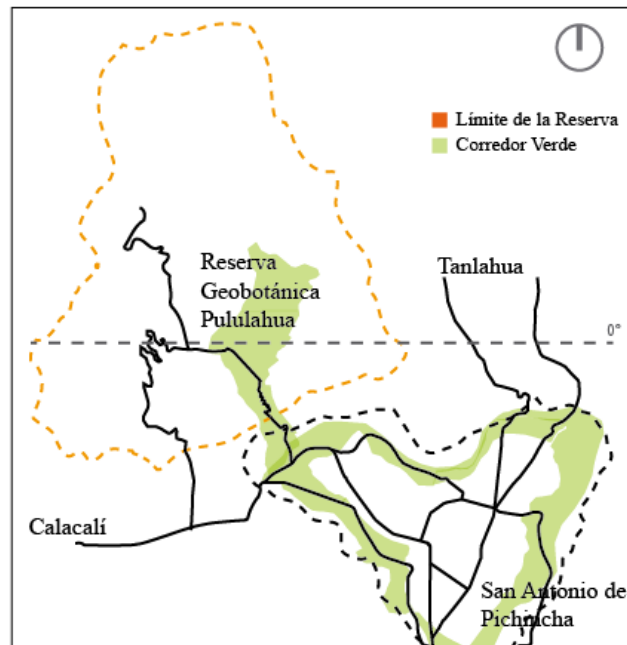 Límite de la Reserva
Corredor Verde
Reserva
Geobotánica
Pululahua
Tanlahua
0°
Calacalí
San Antonio de
Pichincha